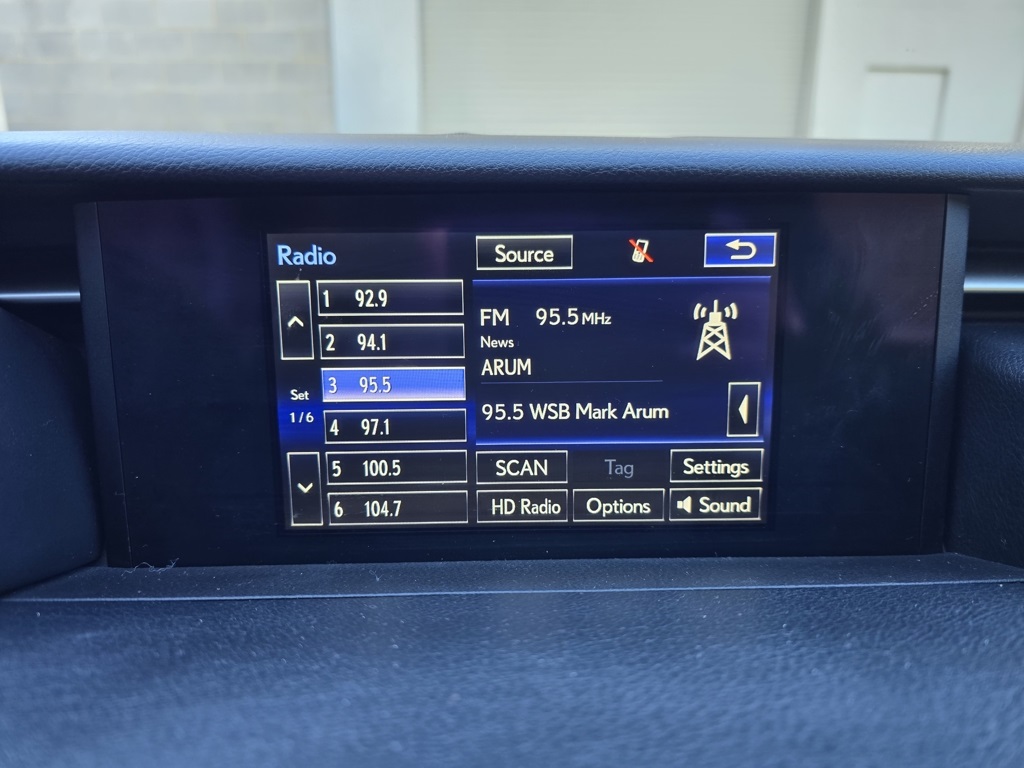 Radio
Source
1 92.9
2 94.1
3 95.5
4 97.1
5 100.5
6 104.7
Set
1/6
FM 95.5 MHz
News
ARUM
95.5 WSB Mark Arum
SCAN
Tag
Settings
HD Radio
Options
Sound